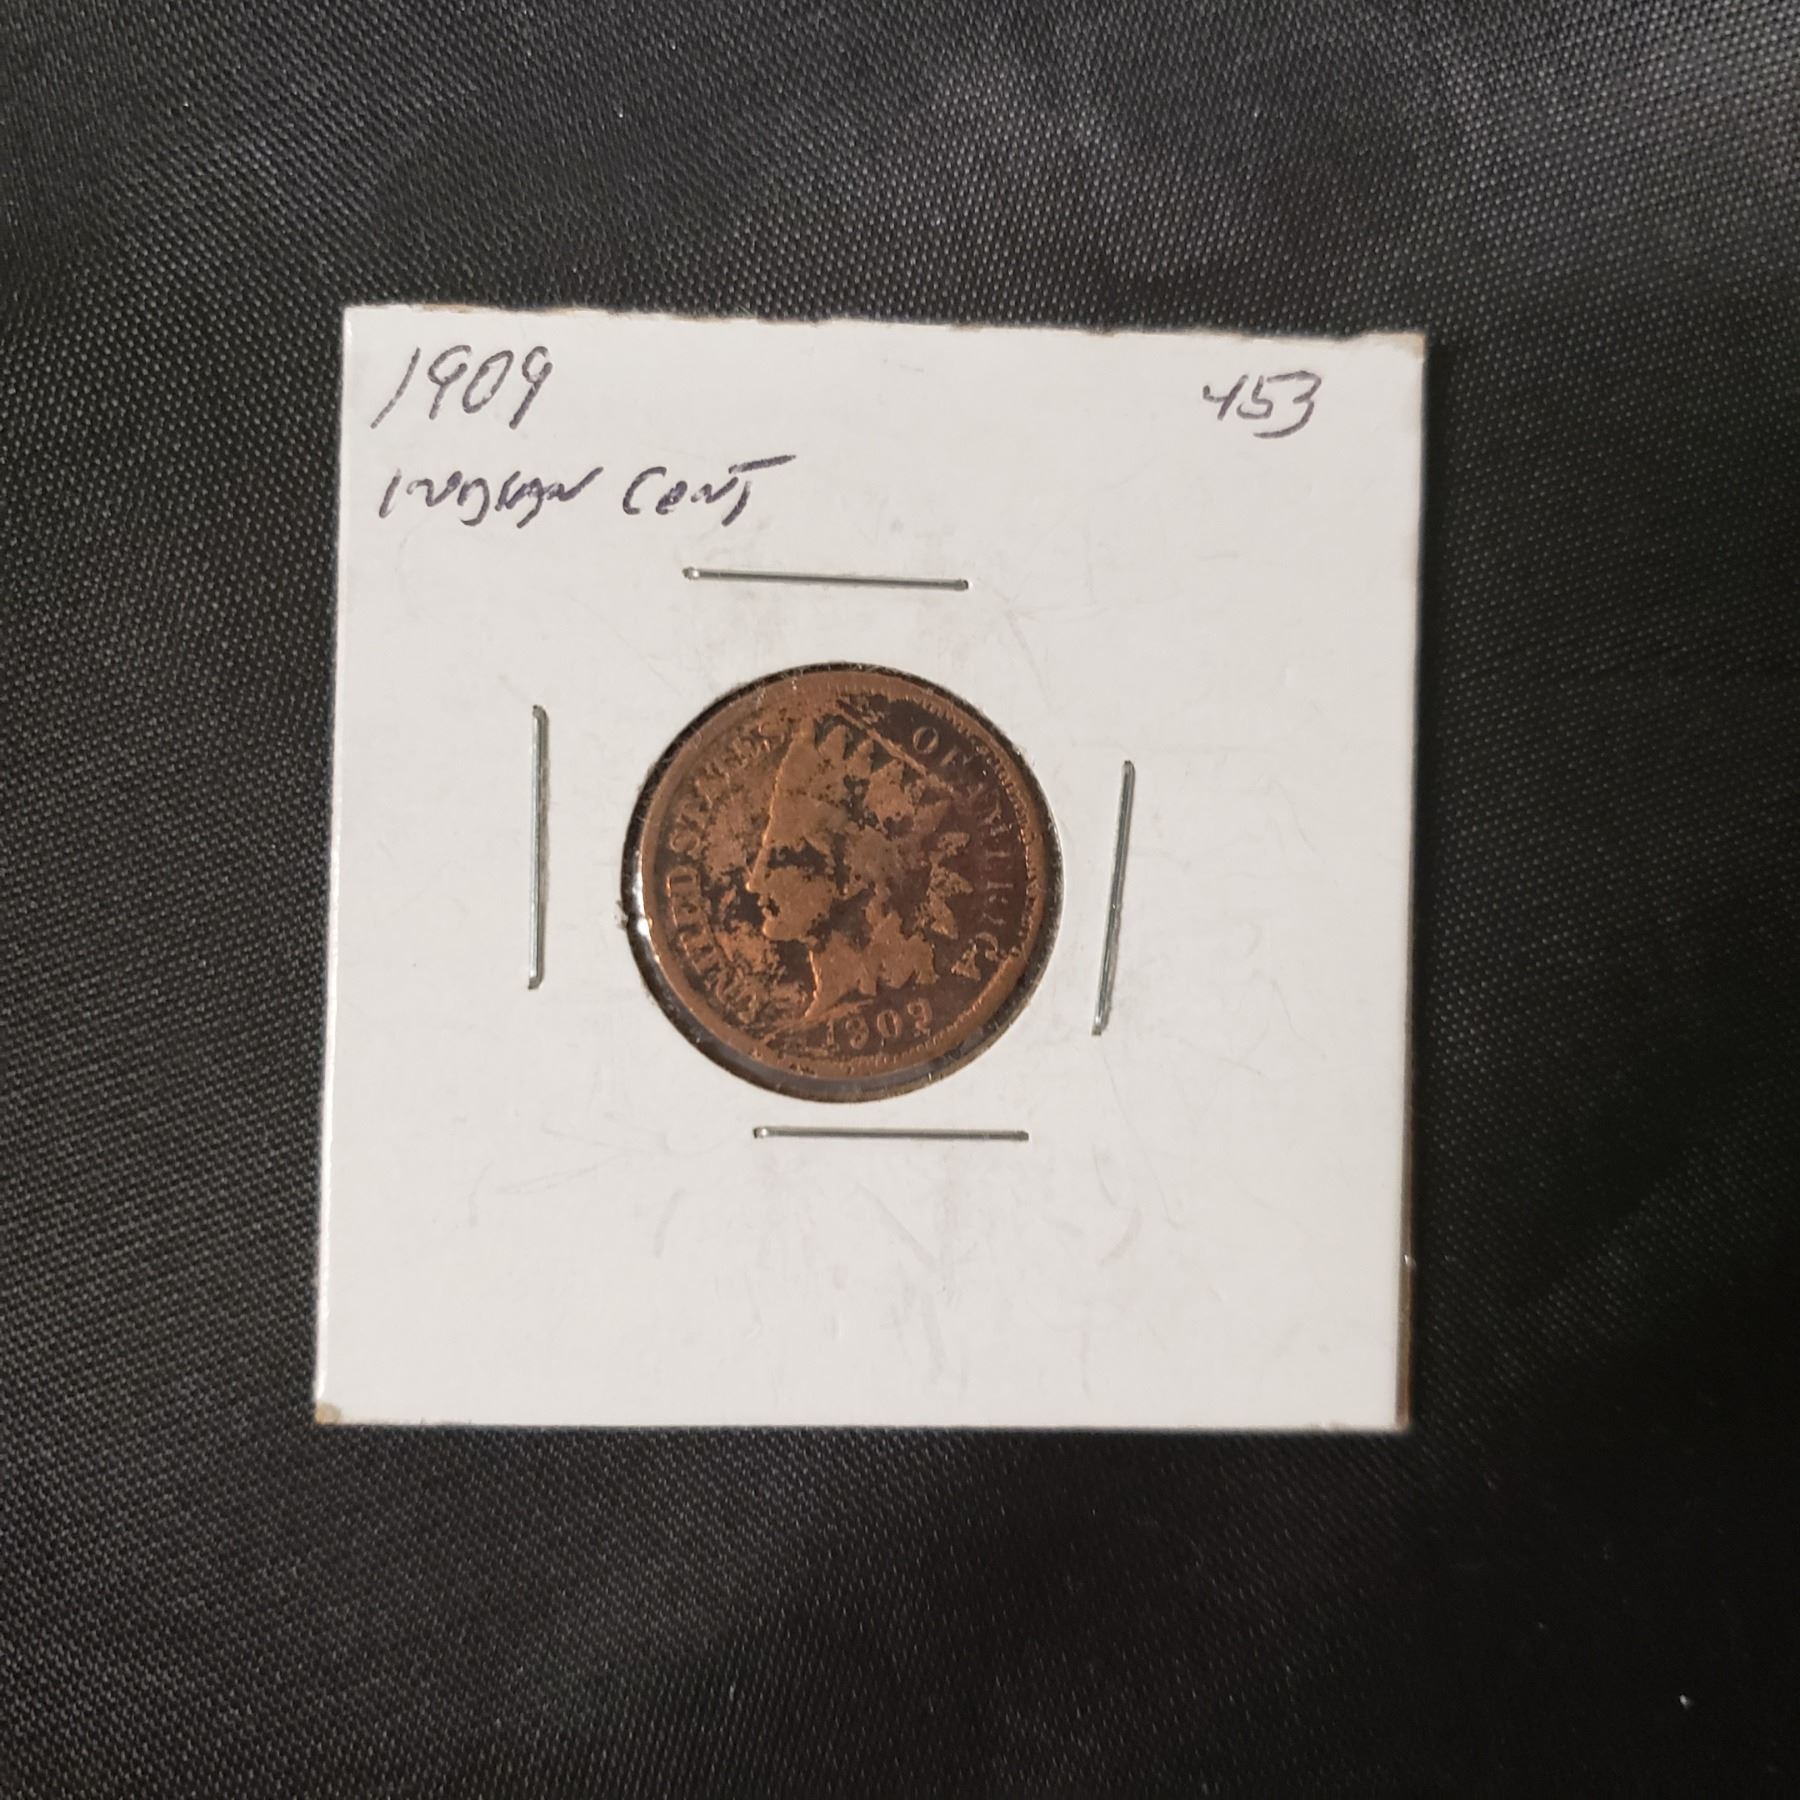 1909
453
INDIAN CENT
UNITED STATES OF AMERICA
1909